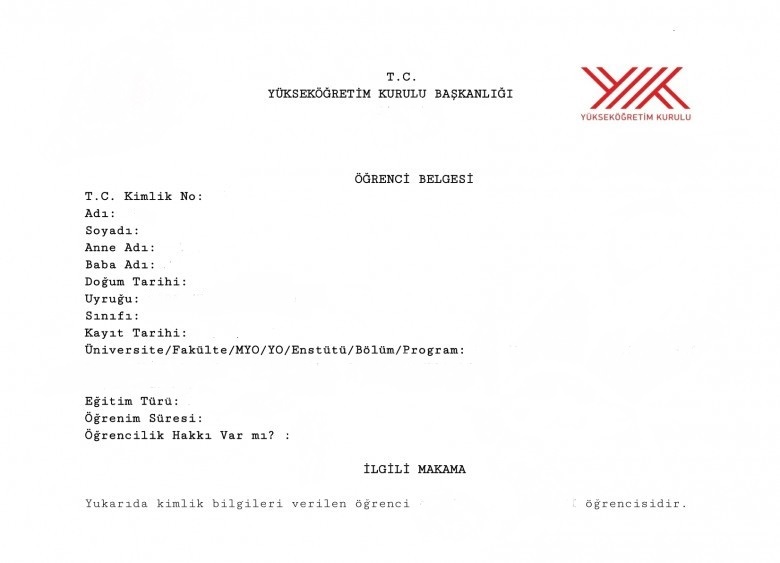 T.C.
YÜKSEKÖĞRETİM KURULU BAŞKANLIĞI
YÜKSEKÖĞRETİM KURULU
ÖĞRENCİ BELGESİ
T.C. Kimlik No:
Adı:
Soyadı:
Anne Adı:
Baba Adı:
Doğum Tarihi:
Uyruğu:
Sınıfı:
Kayıt Tarihi:
Üniversite/Fakülte/MYO/YO/Enstütü/Bölüm/Program:
Eğitim Türü:
Öğrenim Süresi:
Öğrencilik Hakkı Var mı? :
İLGİLİ MAKAMA
Yukarıda kimlik bilgileri verilen öğrenci öğrencisidir.